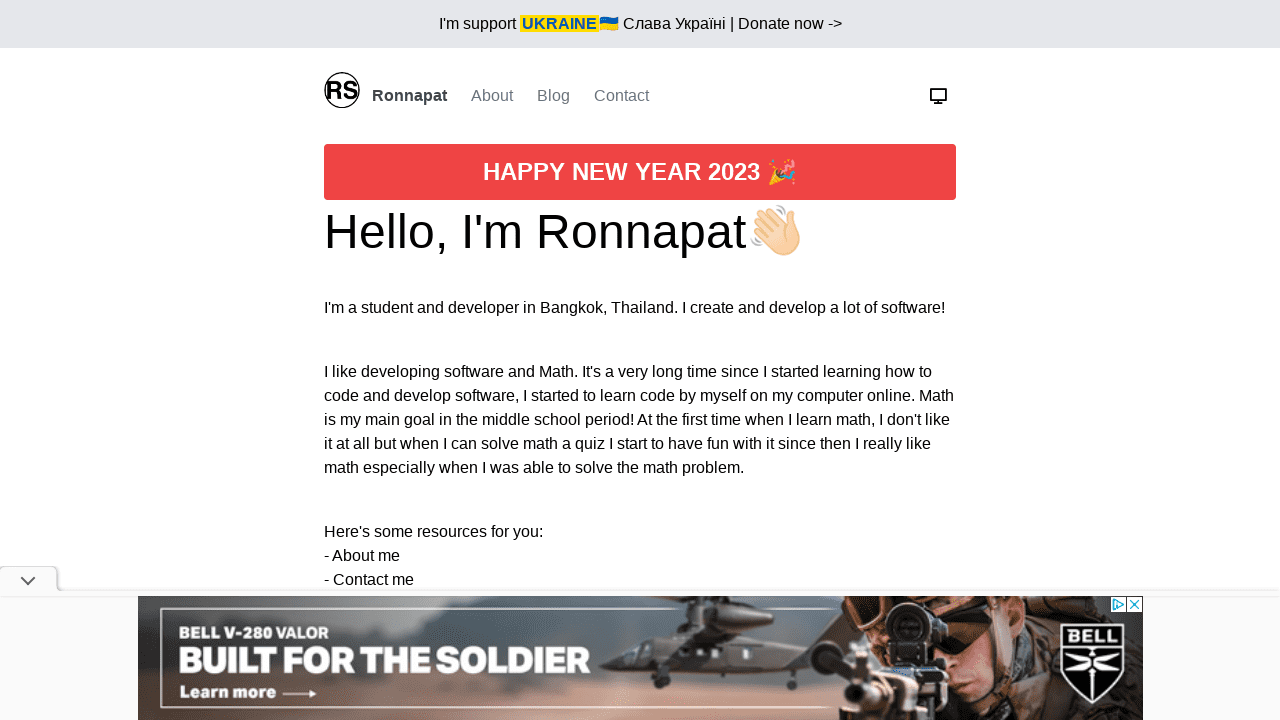 I'm support UKRAINE🇺🇦 Слава Україні | Donate now ->
RS Ronnapat About Blog Contact
HAPPY NEW YEAR 2023 🎉
Hello, I'm Ronnapat👋🏻
I'm a student and developer in Bangkok, Thailand. I create and develop a lot of software!
I like developing software and Math. It's a very long time since I started learning how to
code and develop software, I started to learn code by myself on my computer online. Math
is my main goal in the middle school period! At the first time when I learn math, I don't like
it at all but when I can solve math a quiz I start to have fun with it since then I really like
math especially when I was able to solve the math problem.
Here's some resources for you:
- About me
- Contact me
BELL V-280 VALOR
BUILT FOR THE SOLDIER
Learn more
BELL